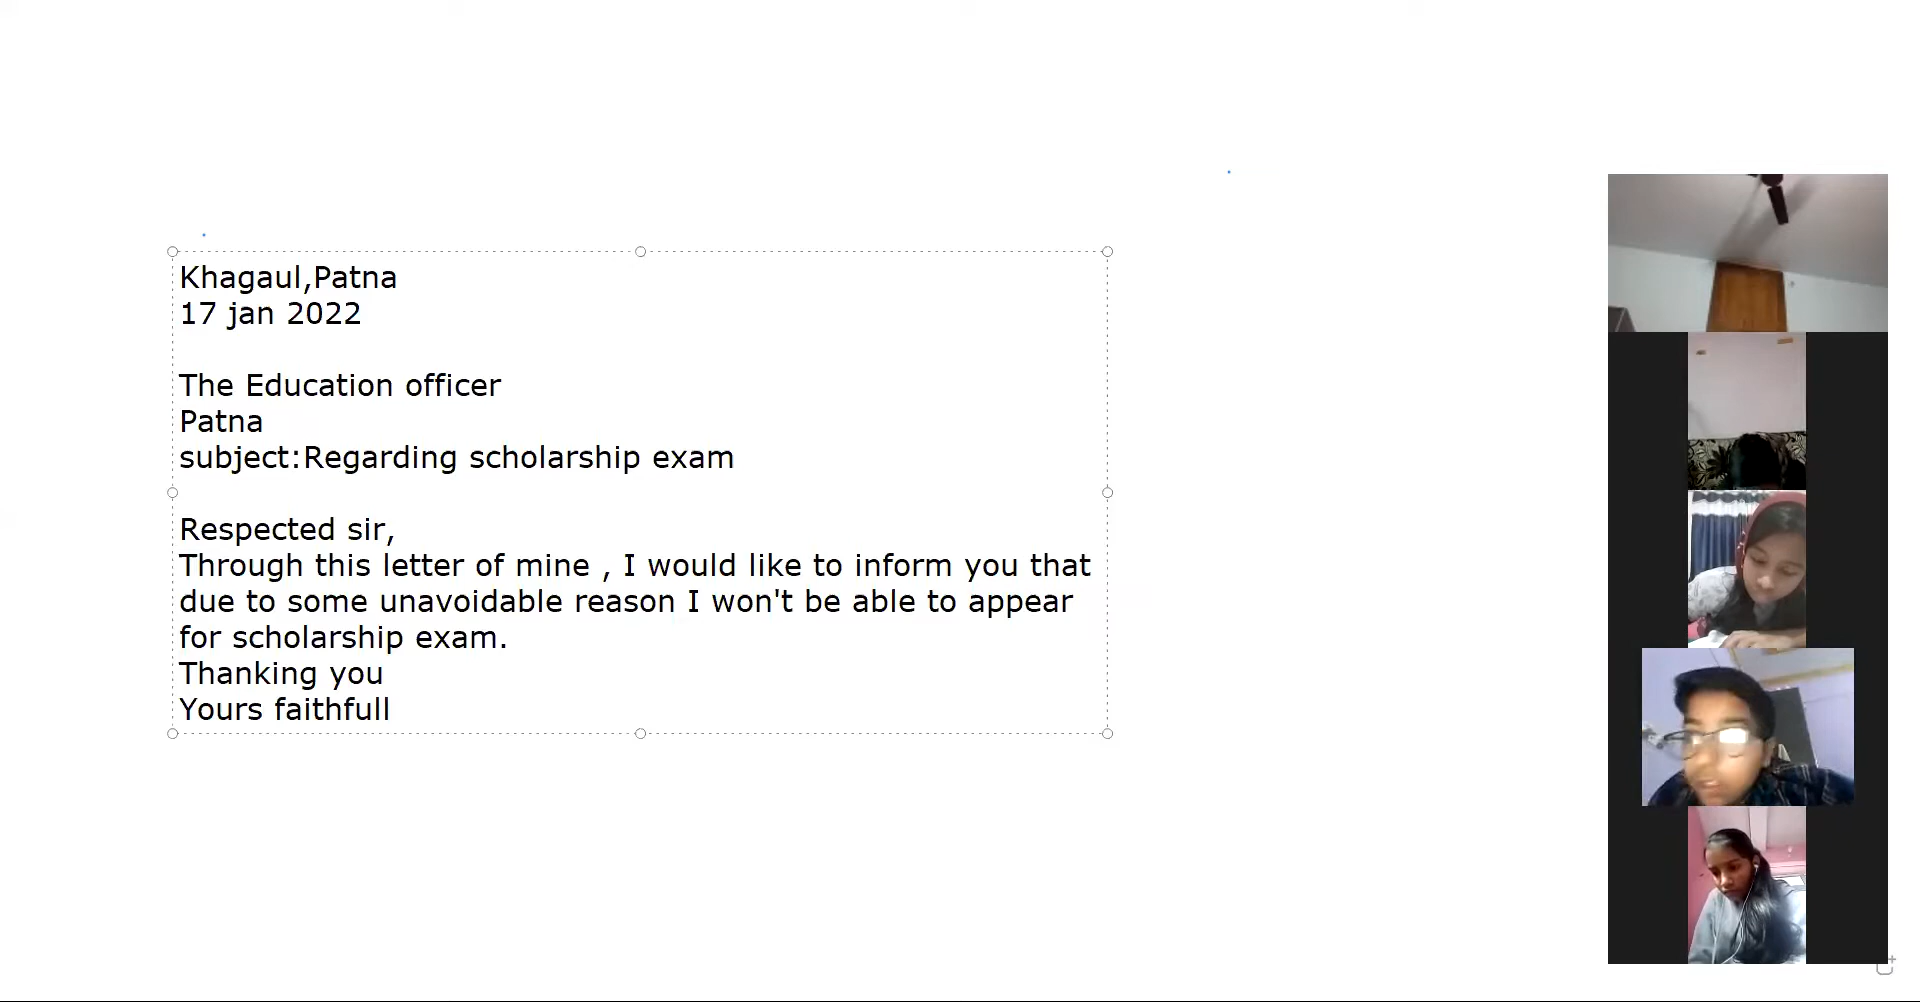 Khagaul,Patna
17 jan 2022
The Education officer
Patna
subject:Regarding scholarship exam
Respected sir,
Through this letter of mine , I would like to inform you that
due to some unavoidable reason I won't be able to appear
for scholarship exam.
Thanking you
Yours faithfull